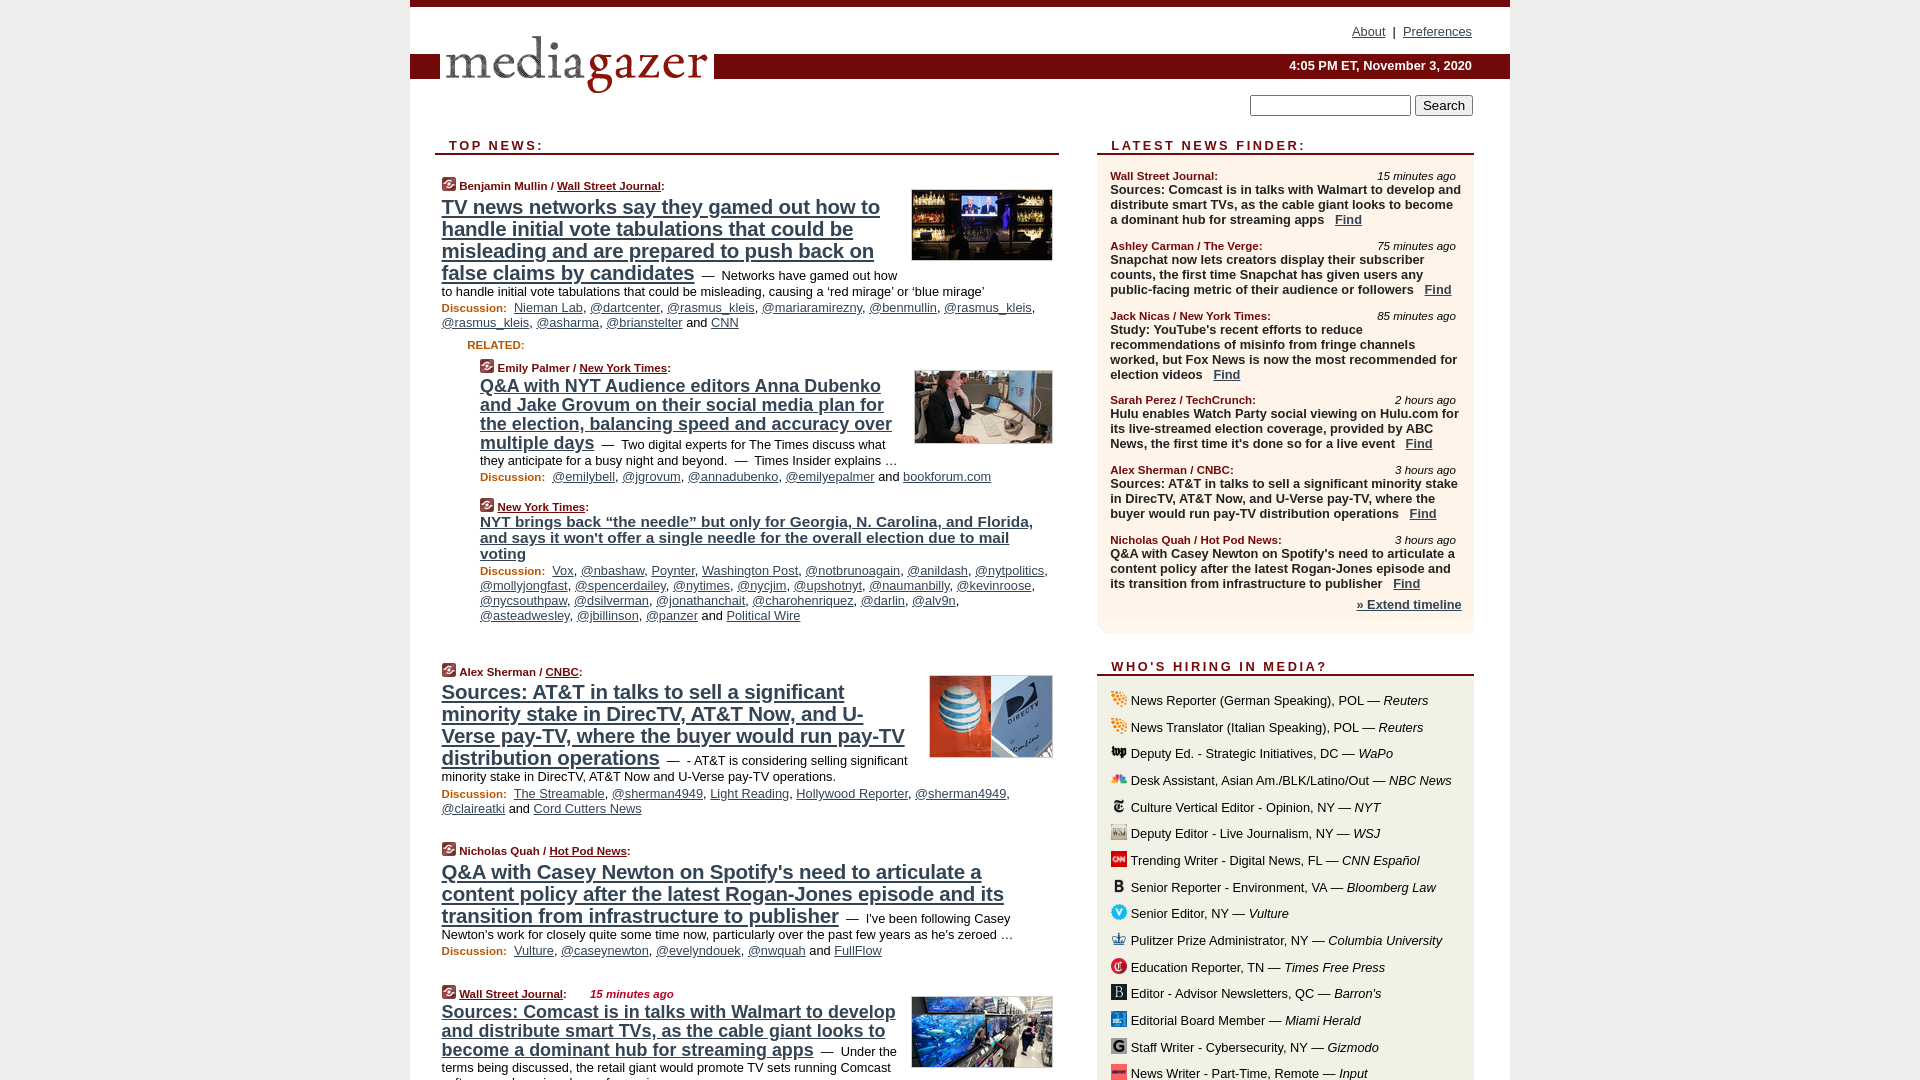 About | Preferences
mediagazer
4:05 PM ET, November 3, 2020
Search
TOP NEWS:
Benjamin Mullin / Wall Street Journal:
TV news networks say they gamed out how to
handle initial vote tabulations that could be
misleading and are prepared to push back on
false claims by candidates — Networks have gamed out how
to handle initial vote tabulations that could be misleading, causing a ‘red mirage’ or ‘blue mirage’
Discussion: Nieman Lab, @dartcenter, @rasmus_kleis, @mariaramirezny, @benmullin, @rasmus_kleis,
@rasmus_kleis, @asharma, @brianstelter and CNN
RELATED:
Emily Palmer / New York Times:
Q&A with NYT Audience editors Anna Dubenko
and Jake Grovum on their social media plan for
the election, balancing speed and accuracy over
multiple days — Two digital experts for The Times discuss what
they anticipate for a busy night and beyond. — Times Insider explains …
Discussion: @emilybell, @jgrovum, @annadubenko, @emilyepalmer and bookforum.com
New York Times:
NYT brings back “the needle” but only for Georgia, N. Carolina, and Florida,
and says it won't offer a single needle for the overall election due to mail
voting
Discussion: Vox, @nbashaw, Poynter, Washington Post, @notbrunoagain, @anildash, @nytpolitics,
@mollyjongfast, @spencerdailey, @nytimes, @nycjim, @upshotnyt, @naumanbilly, @kevinroose,
@nycsouthpaw, @dsilverman, @jonathanchait, @charohenriquez, @darlin, @alv9n,
@asteadwesley, @jbillinson, @panzer and Political Wire
Alex Sherman / CNBC:
Sources: AT&T in talks to sell a significant
minority stake in DirecTV, AT&T Now, and U-
Verse pay-TV, where the buyer would run pay-TV
distribution operations — - AT&T is considering selling significant
minority stake in DirecTV, AT&T Now and U-Verse pay-TV operations.
Discussion: The Streamable, @sherman4949, Light Reading, Hollywood Reporter, @sherman4949,
@claireatki and Cord Cutters News
DIRECTV
Nicholas Quah / Hot Pod News:
Q&A with Casey Newton on Spotify's need to articulate a
content policy after the latest Rogan-Jones episode and its
transition from infrastructure to publisher — I've been following Casey
Newton's work for closely quite some time now, particularly over the past few years as he's zeroed …
Discussion: Vulture, @caseynewton, @evelyndouek, @nwquah and FullFlow
Wall Street Journal: 15 minutes ago
Sources: Comcast is in talks with Walmart to develop
and distribute smart TVs, as the cable giant looks to
become a dominant hub for streaming apps — Under the
terms being discussed, the retail giant would promote TV sets running Comcast
LATEST NEWS FINDER:
Wall Street Journal: 15 minutes ago
Sources: Comcast is in talks with Walmart to develop and
distribute smart TVs, as the cable giant looks to become
a dominant hub for streaming apps Find
Ashley Carman / The Verge: 75 minutes ago
Snapchat now lets creators display their subscriber
counts, the first time Snapchat has given users any
public-facing metric of their audience or followers Find
Jack Nicas / New York Times: 85 minutes ago
Study: YouTube's recent efforts to reduce
recommendations of misinfo from fringe channels
worked, but Fox News is now the most recommended for
election videos Find
Sarah Perez / TechCrunch: 2 hours ago
Hulu enables Watch Party social viewing on Hulu.com for
its live-streamed election coverage, provided by ABC
News, the first time it's done so for a live event Find
Alex Sherman / CNBC: 3 hours ago
Sources: AT&T in talks to sell a significant minority stake
in DirecTV, AT&T Now, and U-Verse pay-TV, where the
buyer would run pay-TV distribution operations Find
Nicholas Quah / Hot Pod News: 3 hours ago
Q&A with Casey Newton on Spotify's need to articulate a
content policy after the latest Rogan-Jones episode and
its transition from infrastructure to publisher Find
» Extend timeline
WHO'S HIRING IN MEDIA?
News Reporter (German Speaking), POL — Reuters
News Translator (Italian Speaking), POL — Reuters
wp Deputy Ed. - Strategic Initiatives, DC — WaPo
Desk Assistant, Asian Am./BLK/Latino/Out — NBC News
T Culture Vertical Editor - Opinion, NY — NYT
WSJ Deputy Editor - Live Journalism, NY — WSJ
CNN Trending Writer - Digital News, FL — CNN Español
B Senior Reporter - Environment, VA — Bloomberg Law
V Senior Editor, NY — Vulture
Pulitzer Prize Administrator, NY — Columbia University
Education Reporter, TN — Times Free Press
B Editor - Advisor Newsletters, QC — Barron's
Editorial Board Member — Miami Herald
G Staff Writer - Cybersecurity, NY — Gizmodo
News Writer - Part-Time, Remote — Input